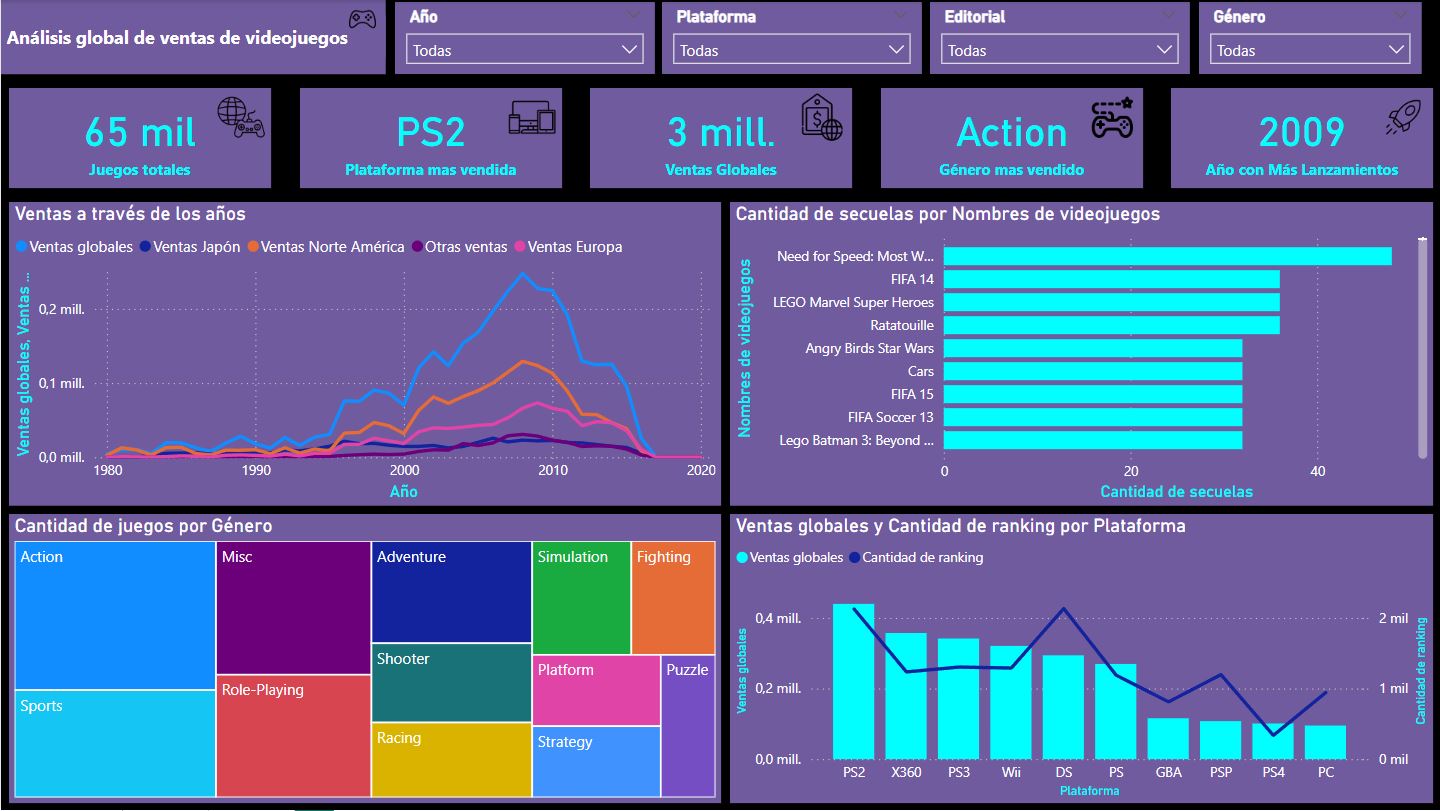 Análisis global de ventas de videojuegos
Año
Todas
Plataforma
Todas
Editorial
Todas
Género
Todas
65 mil
Juegos totales
PS2
Plataforma mas vendida
3 mill.
Ventas Globales
Action
Género mas vendido
2009
Año con Más Lanzamientos
Ventas a través de los años
Ventas globales Ventas Japón Ventas Norte América Otras ventas Ventas Europa
Ventas globales, Ventas ...
0,2 mill.
0,1 mill.
0,0 mill.
1980 1990 2000 2010 2020
Año
Cantidad de secuelas por Nombres de videojuegos
Nombres de videojuegos
Need for Speed: Most W...
FIFA 14
LEGO Marvel Super Heroes
Ratatouille
Angry Birds Star Wars
Cars
FIFA 15
FIFA Soccer 13
Lego Batman 3: Beyond ...
0 20 40
Cantidad de secuelas
Cantidad de juegos por Género
Action
Sports
Misc
Role-Playing
Adventure
Shooter
Racing
Simulation
Fighting
Platform
Puzzle
Strategy
Ventas globales y Cantidad de ranking por Plataforma
Ventas globales Cantidad de ranking
Ventas globales
0,4 mill.
0,2 mill.
0,0 mill.
2 mil
1 mil
0 mil
Cantidad de ranking
PS2 X360 PS3 Wii DS PS GBA PSP PS4 PC
Plataforma